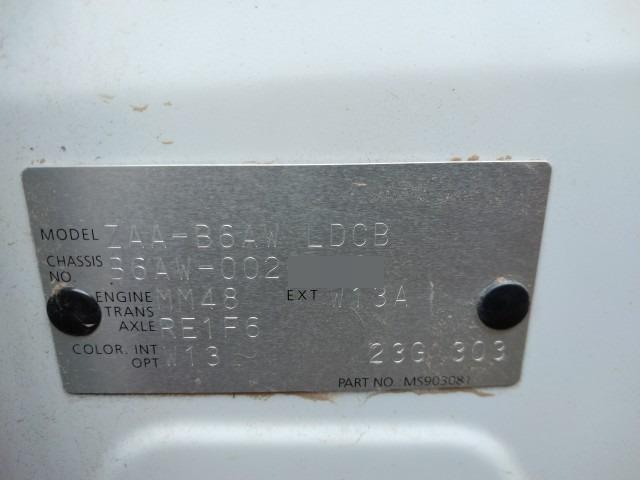 MODEL ZAA-B6AW LDCB
CHASSIS NO. B6AW-002
ENGINE MM48 EXT W13A
TRANS AXLE RE1F6
COLOR. INT W13 23G 303
OPT
PART NO. MS903081